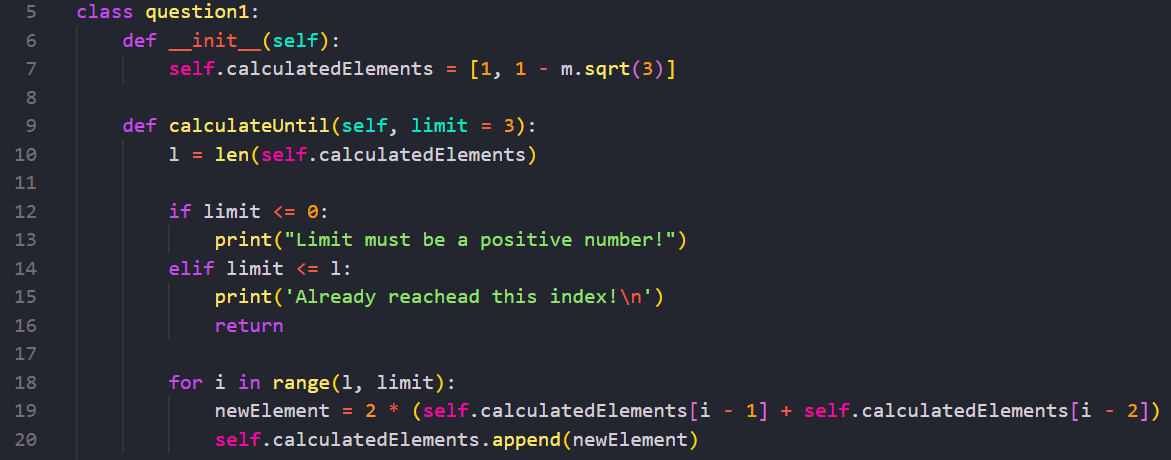 5 class question1:
6     def __init__(self):
7         self.calculatedElements = [1, 1 - m.sqrt(3)]
8
9     def calculateUntil(self, limit = 3):
10         l = len(self.calculatedElements)
11
12         if limit <= 0:
13             print("Limit must be a positive number!")
14         elif limit <= l:
15             print('Already reachead this index!\n')
16             return
17
18         for i in range(l, limit):
19             newElement = 2 * (self.calculatedElements[i - 1] + self.calculatedElements[i - 2])
20             self.calculatedElements.append(newElement)